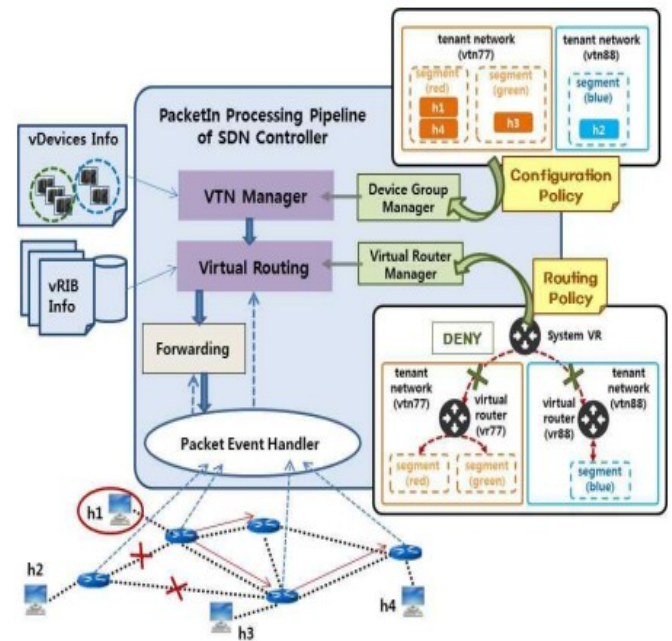 PacketIn Processing Pipeline
of SDN Controller
vDevices Info
VTN Manager
Device Group
Manager
Virtual Routing
Virtual Router
Manager
vRIB
Info
Forwarding
Packet Event Handler
tenant network
(vtn77)
tenant network
(vtn88)
segment
(red)
segment
(green)
segment
(blue)
h1
h4
h3
h2
Configuration
Policy
Routing
Policy
DENY
System VR
tenant
network
(vtn77)
virtual
router
(vr77)
virtual
router
(vr88)
tenant
network
(vtn88)
segment
(red)
segment
(green)
segment
(blue)
h1
h2
h3
h4